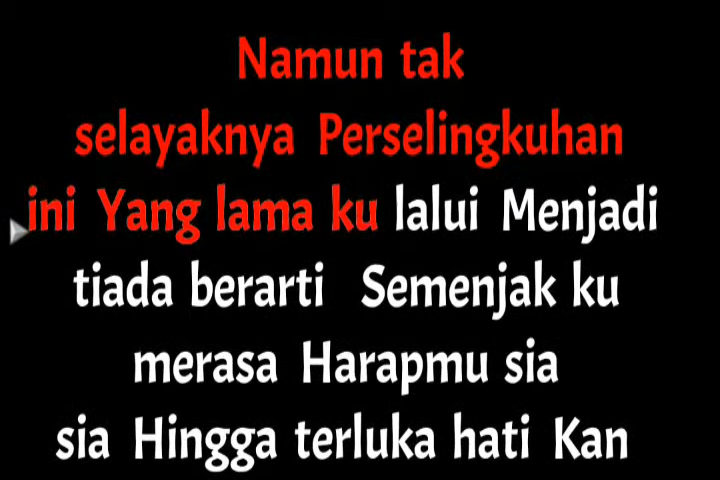 Namun tak
selayaknya Perselingkuhan
ini Yang lama ku lalui Menjadi
tiada berarti Semenjak ku
merasa Harapmu sia
sia Hingga terluka hati Kan